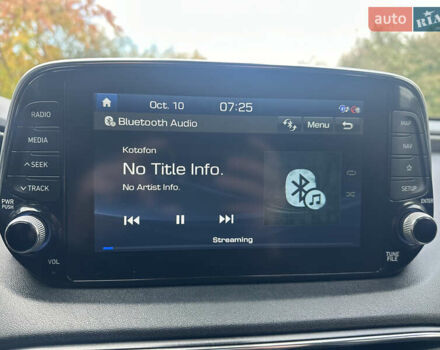 AUTO RIA
RADIO
MEDIA
SEEK
TRACK
PWR
PUSH
VOL
Oct. 10 07:25
Bluetooth Audio Menu
Kotofon
No Title Info.
No Artist Info.
Streaming
MAP
NAV
SETUP
ENTER
TUNE
FILE